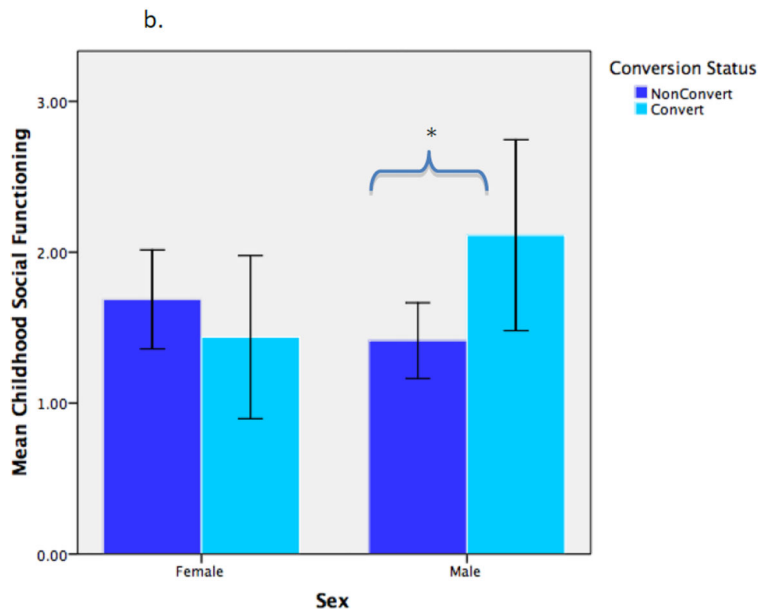 b.
Conversion Status
NonConvert
Convert
3.00
2.00
1.00
0.00
Mean Childhood Social Functioning
*
Female
Male
Sex